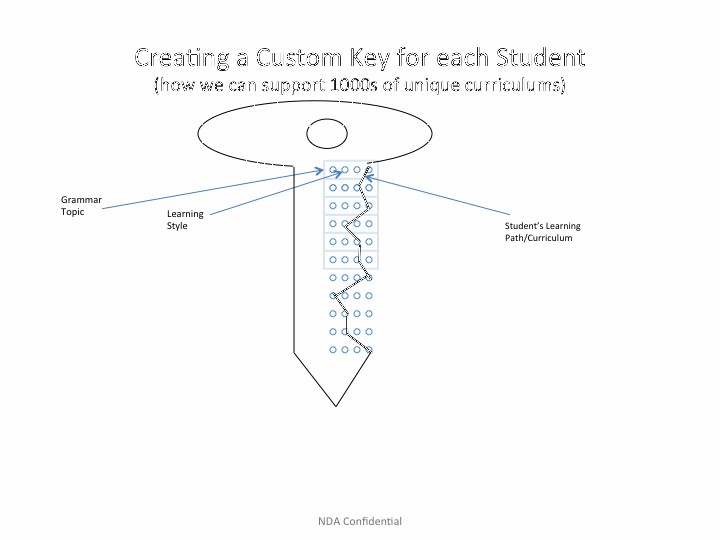 Creating a Custom Key for each Student
(how we can support 1000s of unique curriculums)
Grammar
Topic
Learning
Style
Student's Learning
Path/Curriculum
NDA Confidential